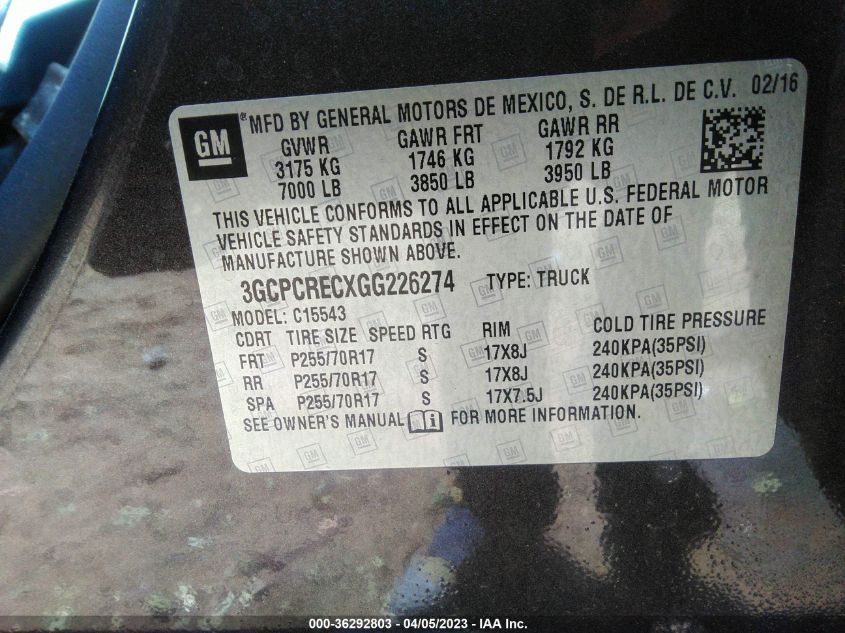 GM ® MFD BY GENERAL MOTORS DE MEXICO, S. DE R.L. DE C.V. 02/16
GVWR GAWR FRT GAWR RR
3175 KG 1746 KG 1792 KG
7000 LB 3850 LB 3950 LB
THIS VEHICLE CONFORMS TO ALL APPLICABLE U.S. FEDERAL MOTOR
VEHICLE SAFETY STANDARDS IN EFFECT ON THE DATE OF
MANUFACTURE SHOWN ABOVE.
3GCPCRECXGG226274 TYPE: TRUCK
MODEL: C15543
CDRT TIRE SIZE SPEED RTG RIM COLD TIRE PRESSURE
FRT P255/70R17 S 17X8J 240KPA(35PSI)
RR P255/70R17 S 17X8J 240KPA(35PSI)
SPA P255/70R17 S 17X7.5J 240KPA(35PSI)
SEE OWNER'S MANUAL FOR MORE INFORMATION.
000-36292803 - 04/05/2023 - IAA Inc.